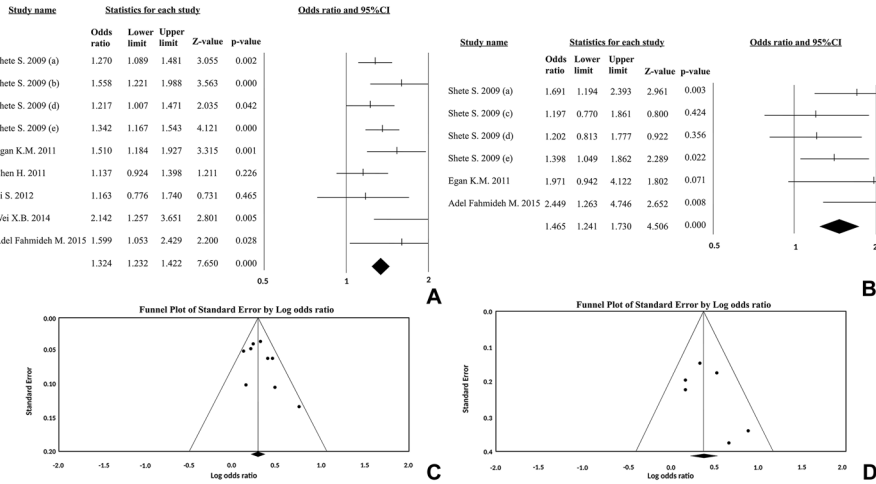 Study name Statistics for each study Odds ratio and 95%CI
Odds ratio Lower limit Upper limit Z-value p-value
hete S. 2009 (a) 1.270 1.089 1.481 3.055 0.002
hete S. 2009 (b) 1.558 1.221 1.988 3.563 0.000
hete S. 2009 (d) 1.217 1.007 1.471 2.035 0.042
hete S. 2009 (e) 1.342 1.167 1.543 4.121 0.000
gan K.M. 2011 1.510 1.184 1.927 3.315 0.001
hen H. 2011 1.137 0.924 1.398 1.211 0.226
i S. 2012 1.163 0.776 1.740 0.731 0.465
ei X.B. 2014 2.142 1.257 3.651 2.801 0.005
del Fahmideh M. 2015 1.599 1.053 2.429 2.200 0.028
1.324 1.232 1.422 7.650 0.000
0.5 1 2
A
Study name Statistics for each study Odds ratio and 95%CI
Odds ratio Lower limit Upper limit Z-value p-value
Shete S. 2009 (a) 1.691 1.194 2.393 2.961 0.003
Shete S. 2009 (c) 1.197 0.770 1.861 0.800 0.424
Shete S. 2009 (d) 1.202 0.813 1.777 0.922 0.356
Shete S. 2009 (e) 1.398 1.049 1.862 2.289 0.022
Egan K.M. 2011 1.971 0.942 4.122 1.802 0.071
Adel Fahmideh M. 2015 2.449 1.263 4.746 2.652 0.008
1.465 1.241 1.730 4.506 0.000
0.5 1 2
B
Funnel Plot of Standard Error by Log odds ratio
Standard Error
0.00
0.05
0.10
0.15
0.20
-2.0 -1.5 -1.0 -0.5 0.0 0.5 1.0 1.5 2.0
Log odds ratio
C
Funnel Plot of Standard Error by Log odds ratio
Standard Error
0.0
0.1
0.2
0.3
0.4
-2.0 -1.5 -1.0 -0.5 0.0 0.5 1.0 1.5 2.0
Log odds ratio
D